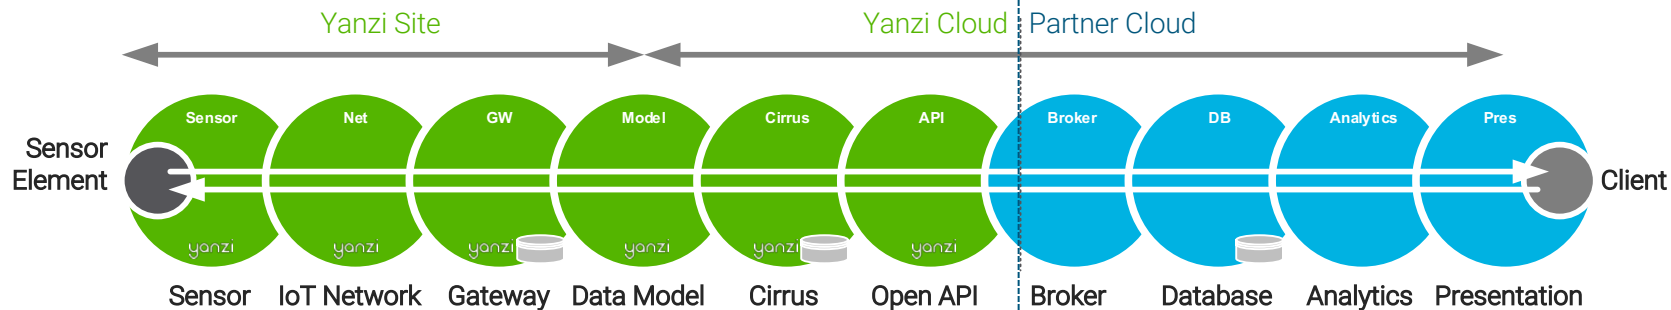 Yanzi Site
Yanzi Cloud
Partner Cloud
Sensor
Net
GW
Model
Cirrus
API
Broker
DB
Analytics
Pres
Sensor
Element
Client
yanzi
yanzi
yanzi
yanzi
yanzi
yanzi
Sensor
IoT Network
Gateway
Data Model
Cirrus
Open API
Broker
Database
Analytics
Presentation